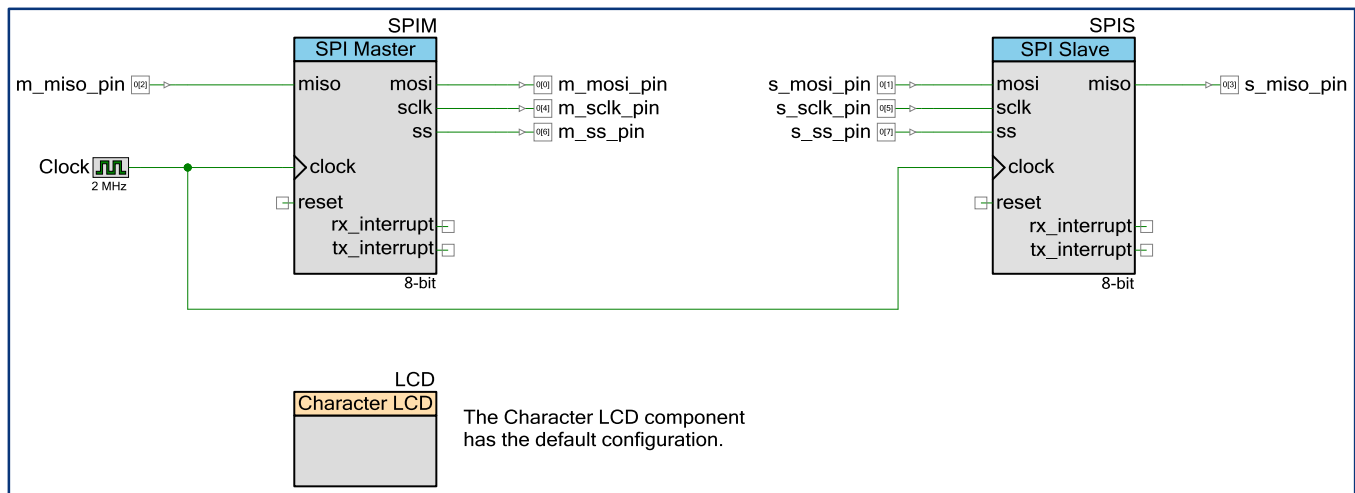 SPIM
SPI Master
m_miso_pin 0[2] miso
mosi 0[0] m_mosi_pin
sclk 0[4] m_sclk_pin
ss 0[6] m_ss_pin
Clock
2 MHz
clock
reset
rx_interrupt
tx_interrupt
8-bit
SPIS
SPI Slave
s_mosi_pin 0[1] mosi
s_sclk_pin 0[5] sclk
s_ss_pin 0[7] ss
miso 0[3] s_miso_pin
clock
reset
rx_interrupt
tx_interrupt
8-bit
LCD
Character LCD
The Character LCD component
has the default configuration.